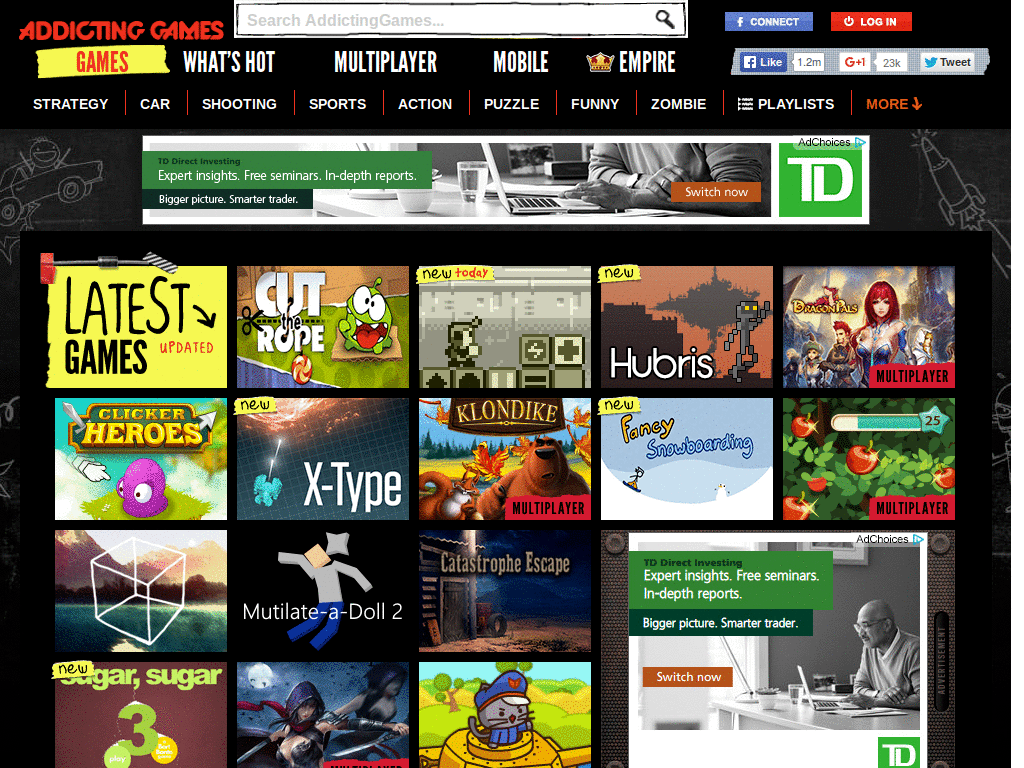 ADDICTING GAMES
Search AddictingGames...
CONNECT
LOG IN
GAMES
WHAT'S HOT
MULTIPLAYER
MOBILE
EMPIRE
Like
1.2m
+1
23k
Tweet
STRATEGY
CAR
SHOOTING
SPORTS
ACTION
PUZZLE
FUNNY
ZOMBIE
PLAYLISTS
MORE
AdChoices
TD Direct Investing
Expert insights. Free seminars. In-depth reports.
Bigger picture. Smarter trader.
Switch now
TD
LATEST
GAMES
UPDATED
CUT
the
ROPE
new today
new
Hubris
DRAGONPALS
MULTIPLAYER
CLICKER
HEROES
new
X-Type
KLONDIKE
MULTIPLAYER
new
Fancy
Snowboarding
25
MULTIPLAYER
Mutilate-a-Doll 2
Catastrophe Escape
AdChoices
TD Direct Investing
Expert insights. Free seminars.
In-depth reports.
Bigger picture. Smarter trader.
Switch now
TD
ADVERTISEMENT
new
sugar, sugar
3
play
MULTIPLAYER